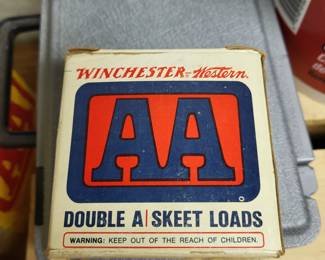 WINCHESTER-Western
AA
DOUBLE A | SKEET LOADS
WARNING: KEEP OUT OF THE REACH OF CHILDREN.